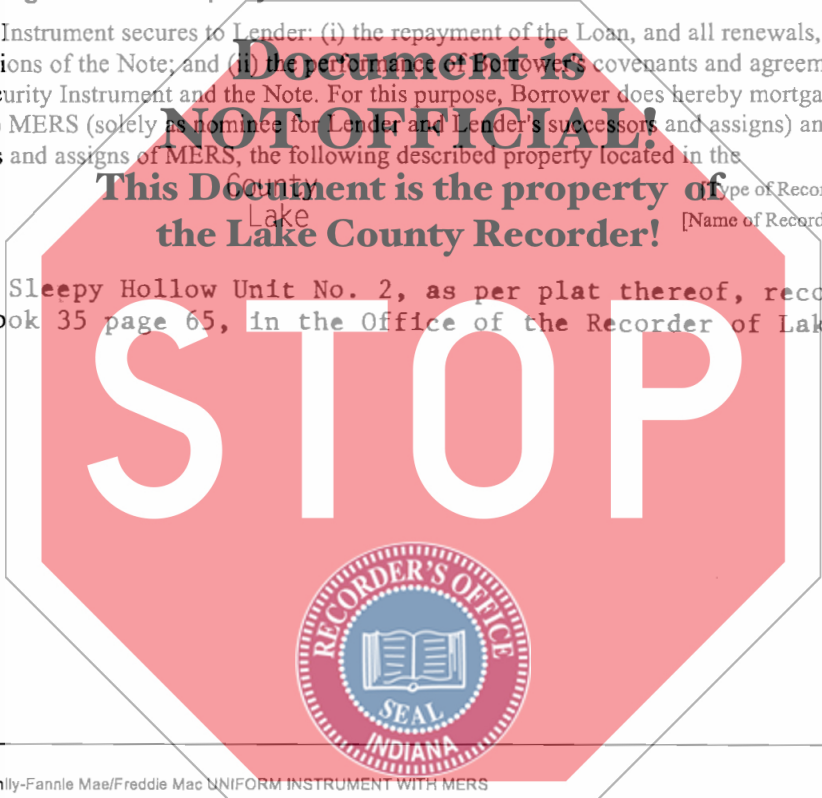 Instrument secures to Lender: (i) the repayment of the Loan, and all renewals,
ions of the Note; and (ii) the performance of Borrower's covenants and agreem
urity Instrument and the Note. For this purpose, Borrower does hereby mortga
MERS (solely as nominee for Lender and Lender's successors and assigns) an
s and assigns of MERS, the following described property located in the
County
ype of Recor
Lake
[Name of Record
Document is
NOT OFFICIAL!
This Document is the property of
the Lake County Recorder!
Sleepy Hollow Unit No. 2, as per plat thereof, reco
ok 35 page 65, in the Office of the Recorder of Lak
STOP
RECORDER'S OFFICE
SEAL
INDIANA
ily-Fannie Mae/Freddie Mac UNIFORM INSTRUMENT WITH MERS